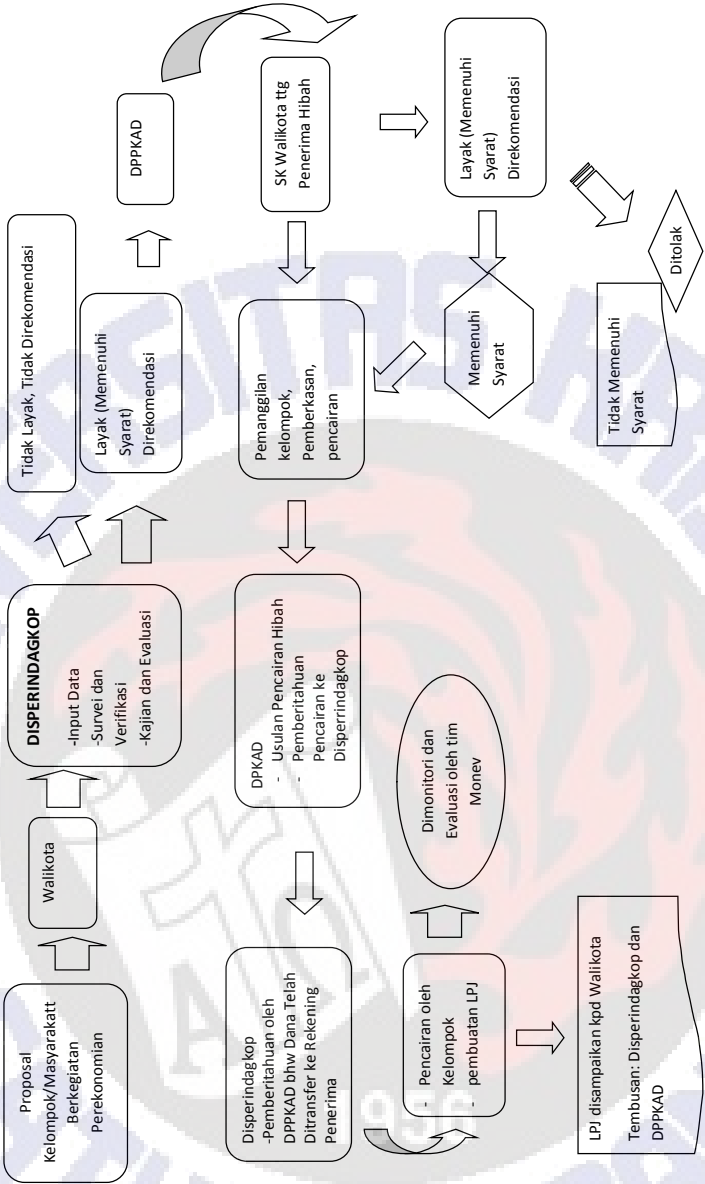 Proposal
Kelompok/Masyarakatt
Berkegiatan
Perekonomian
Walikota
DISPERINDAGKOP
-Input Data
-Survei dan
Verifikasi
-Kajian dan Evaluasi
Tidak Layak, Tidak Direkomendasi
Layak (Memenuhi
Syarat)
Direkomendasi
DPPKAD
SK Walikota ttg
Penerima Hibah
Layak (Memenuhi
Syarat)
Direkomendasi
Memenuhi
Syarat
Ditolak
Tidak Memenuhi
Syarat
Pemanggilan
kelompok,
Pemberkasan,
pencairan
DPKAD
- Usulan Pencairan Hibah
- Pemberitahuan
Pencairan ke
Disperrindagkop
Disperindagkop
-Pemberitahuan oleh
DPPKAD bhw Dana Telah
Ditransfer ke Rekening
Penerima
- Pencairan oleh
Kelompok
- pembuatan LPJ
Dimonitori dan
Evaluasi oleh tim
Monev
LPJ disampaikan kpd Walikota
Tembusan: Disperindagkop dan
DPPKAD
1956